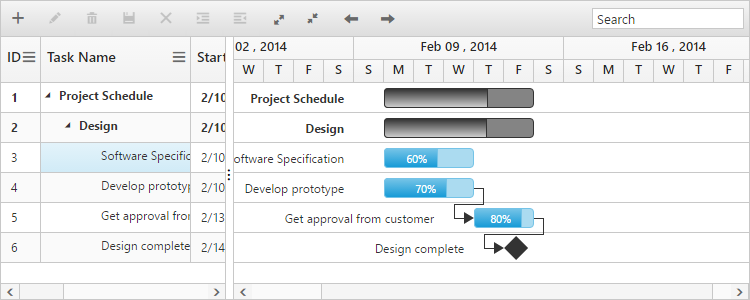 Search
ID Task Name Start
02 , 2014 Feb 09 , 2014 Feb 16 , 2014
W T F S S M T W T F S S M T W T F
1 Project Schedule 2/10 Project Schedule
2 Design 2/10 Design
3 Software Specific 2/10 oftware Specification 60%
4 Develop prototyp 2/10 Develop prototype 70%
5 Get approval from 2/13 Get approval from customer 80%
6 Design complete 2/14 Design complete